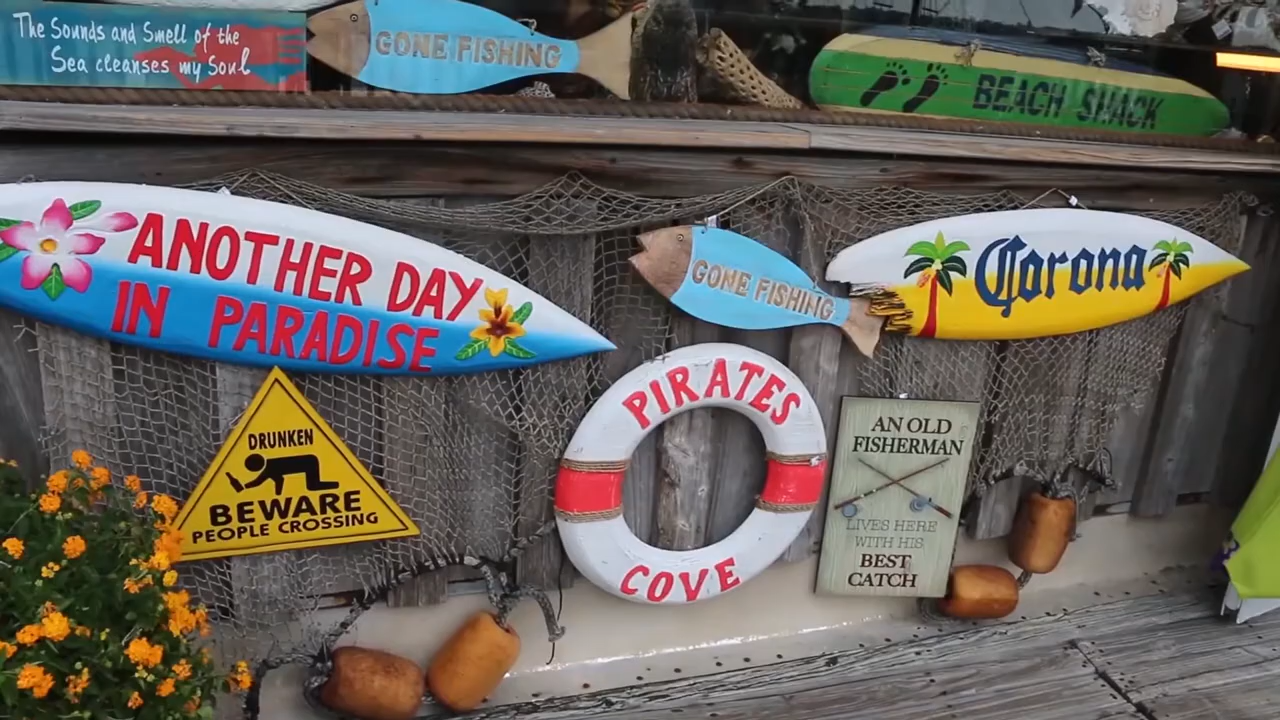 The Sounds and Smell of the
Sea cleanses my Soul
GONE FISHING
BEACH SHACK
ANOTHER DAY
IN PARADISE
GONE FISHING
Corona
DRUNKEN
BEWARE
PEOPLE CROSSING
PIRATES
COVE
AN OLD
FISHERMAN
LIVES HERE
WITH HIS
BEST
CATCH